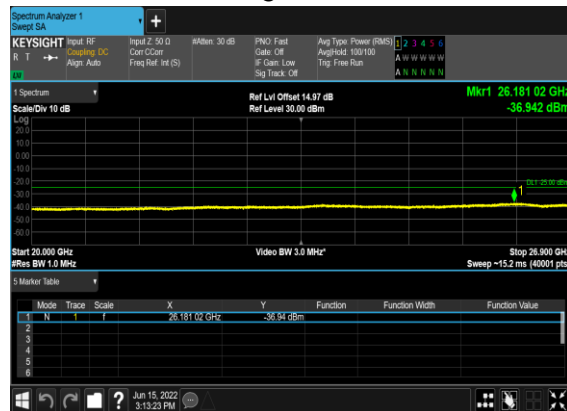 Spectrum Analyzer 1
Swept SA
+
KEYSIGHT
R T
Input: RF
Coupling: DC
Align: Auto
Input Z: 50 Ω
Corr CCorr
Freq Ref: Int (S)
#Atten: 30 dB
PNO: Fast
Gate: Off
IF Gain: Low
Sig Track: Off
Avg Type: Power (RMS)
Avg|Hold: 100/100
Trig: Free Run
1 2 3 4 5 6
A W W W W W
A N N N N N
LW
1 Spectrum
Scale/Div 10 dB
Ref Lvl Offset 14.97 dB
Ref Level 30.00 dBm
Mkr1 26.181 02 GHz
-36.942 dBm
Log
20.0
10.0
0.00
-10.0
-20.0
-30.0
-40.0
-50.0
-60.0
1
Start 20.000 GHz
#Res BW 1.0 MHz
Video BW 3.0 MHz*
Stop 26.900 GHz
Sweep ~15.2 ms (40001 pts)
5 Marker Table
Mode Trace Scale X Y Function Function Width Function Value
1 N 1 f 26.181 02 GHz -36.94 dBm
2
3
4
5
6
?
Jun 15, 2022
3:13:23 PM